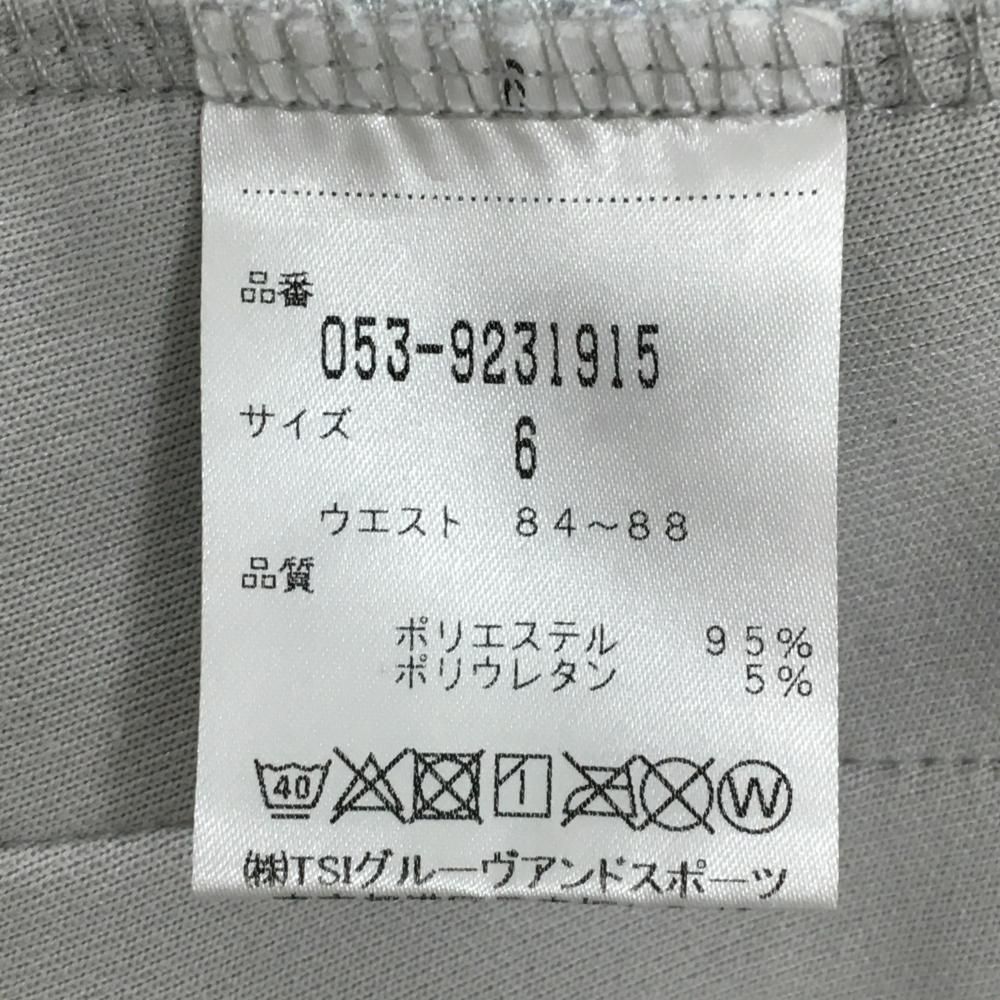 品番
053-9231915
サイズ
6
ウエスト 84～88
品質
ポリエステル 95%
ポリウレタン 5%
40 W
㈱TSIグルーヴアンドスポーツ